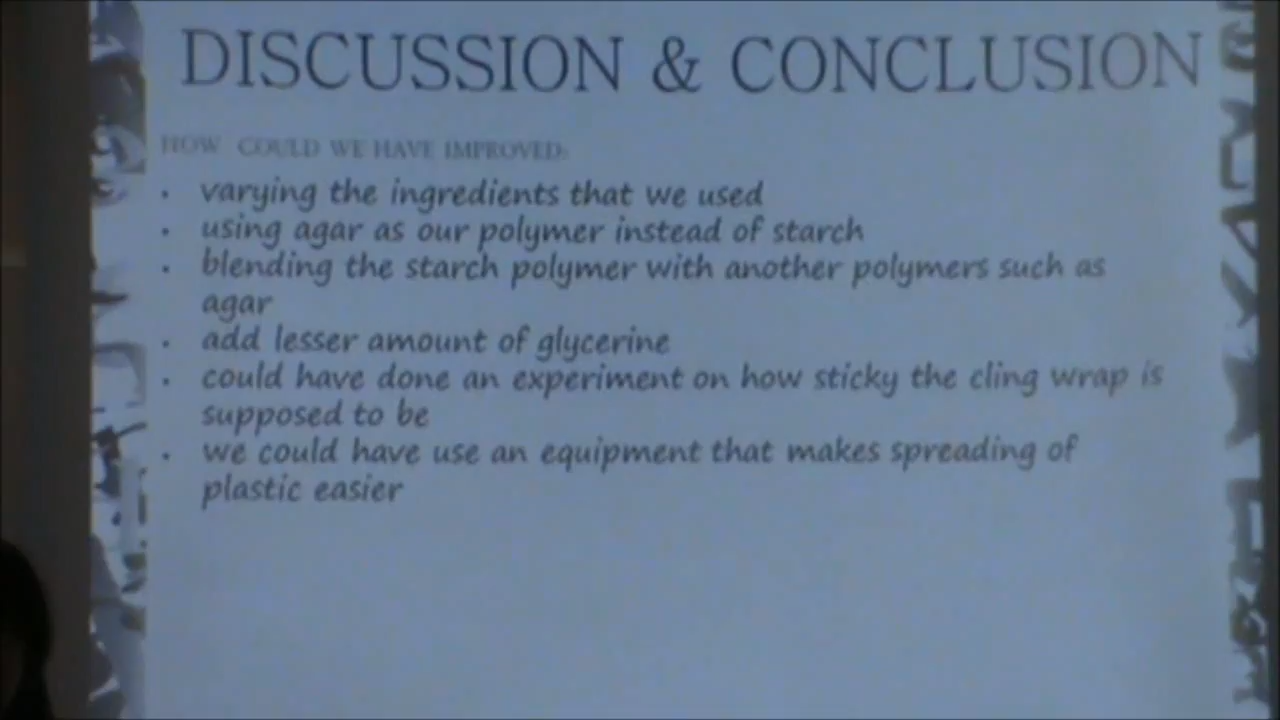 DISCUSSION & CONCLUSION
HOW COULD WE HAVE IMPROVED:
• varying the ingredients that we used
• using agar as our polymer instead of starch
• blending the starch polymer with another polymers such as
agar
• add lesser amount of glycerine
• could have done an experiment on how sticky the cling wrap is
supposed to be
• we could have use an equipment that makes spreading of
plastic easier